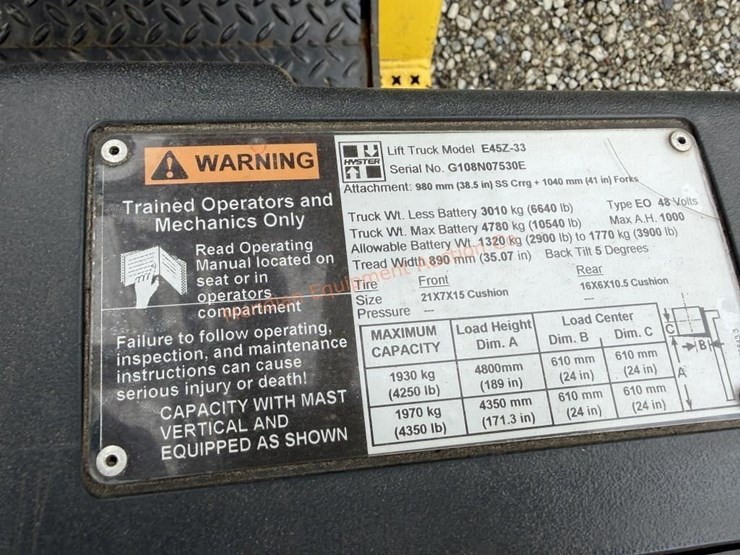 WARNING
Trained Operators and
Mechanics Only
Read Operating
Manual located on
seat or in
operators
compartment
Failure to follow operating,
inspection, and maintenance
instructions can cause
serious injury or death!
CAPACITY WITH MAST
VERTICAL AND
EQUIPPED AS SHOWN
HYSTER
Lift Truck Model E45Z-33
Serial No. G108N07530E
Attachment: 980 mm (38.5 in) SS Crrg + 1040 mm (41 in) Forks
Truck Wt. Less Battery 3010 kg (6640 lb) Type EO 48 Volts
Truck Wt. Max Battery 4780 kg (10540 lb) Max A.H. 1000
Allowable Battery Wt. 1320 kg (2900 lb) to 1770 kg (3900 lb)
Tread Width 890 mm (35.07 in) Back Tilt 5 Degrees
Tire Front Rear
Size 21X7X15 Cushion 16X6X10.5 Cushion
Pressure --- ---
MAXIMUM CAPACITY Load Height Dim. A Load Center Dim. B Dim. C
1930 kg (4250 lb) 4800mm (189 in) 610 mm (24 in) 610 mm (24 in)
1970 kg (4350 lb) 4350 mm (171.3 in) 610 mm (24 in) 610 mm (24 in)
C
B
A